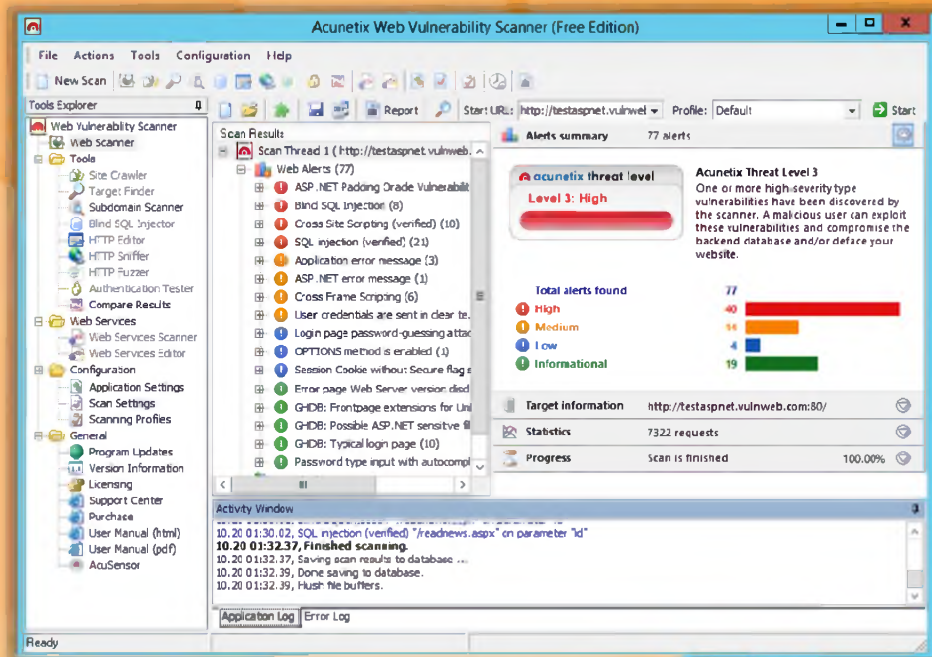 Acunetix Web Vulnerability Scanner (Free Edition)
File Actions Tools Configuration Help
New Scan
Tools Explorer
Web Vulnerability Scanner
Web Scanner
Tools
Site Crawler
Target Finder
Subdomain Scanner
Blind SQL Injector
HTTP Editor
HTTP Sniffer
HTTP Fuzzer
Authentication Tester
Compare Results
Web Services
Web Services Scanner
Web Services Editor
Configuration
Application Settings
Scan Settings
Scanning Profiles
General
Program Updates
Version Information
Licensing
Support Center
Purchase
User Manual (html)
User Manual (pdf)
AcuSensor
Report Start URL: http://testaspnet.vulnwel Profile: Default Start
Scan Results
Scan Thread 1 ( http://testaspnet.vulnweb.
Web Alerts (77)
ASP.NET Padding Oracle Vulnerabilit
Blind SQL Injection (8)
Cross Site Scripting (verified) (10)
SQL injection (verified) (21)
Application error message (3)
ASP.NET error message (1)
Cross Frame Scripting (6)
User credentials are sent in clear te.
Login page password-guessing attac
OPTIONS method is enabled (1)
Session Cookie without Secure flag s
Error page Web Server version discl
GHDB: Frontpage extensions for Uni
GHDB: Possible ASP.NET sensitve
GHDB: Typical login page (10)
Password type input with autocompl
Alerts summary 77 alerts
acunetix threat level
Level 3: High
Acunetix Threat Level 3
One or more high-severity type
vulnerabilities have been discovered by
the scanner. A malicious user can exploit
these vulnerabilities and compromise the
backend database and/or deface your
website.
Total alerts found 77
High 40
Medium 14
Low 4
Informational 19
Target information http://testaspnet.vulnweb.com:80/
Statistics 7322 requests
Progress Scan is finished 100.00%
Activity Window
10.20 01:30.02, SQL injection (verified) "/readnews.aspx" on parameter "id"
10.20 01:32.37, Finished scanning.
10.20 01:32.37, Saving scan results to database ...
10.20 01:32.39, Done saving to database.
10.20 01:32.39, Flush file buffers.
Application Log Error Log
Ready